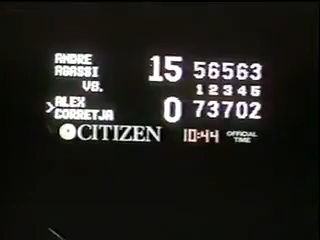 ANDRE
AGASSI 15 56563
VS. 12345
>ALEX
CORRETJA 0 73702
CITIZEN 10:44 OFFICIAL TIME